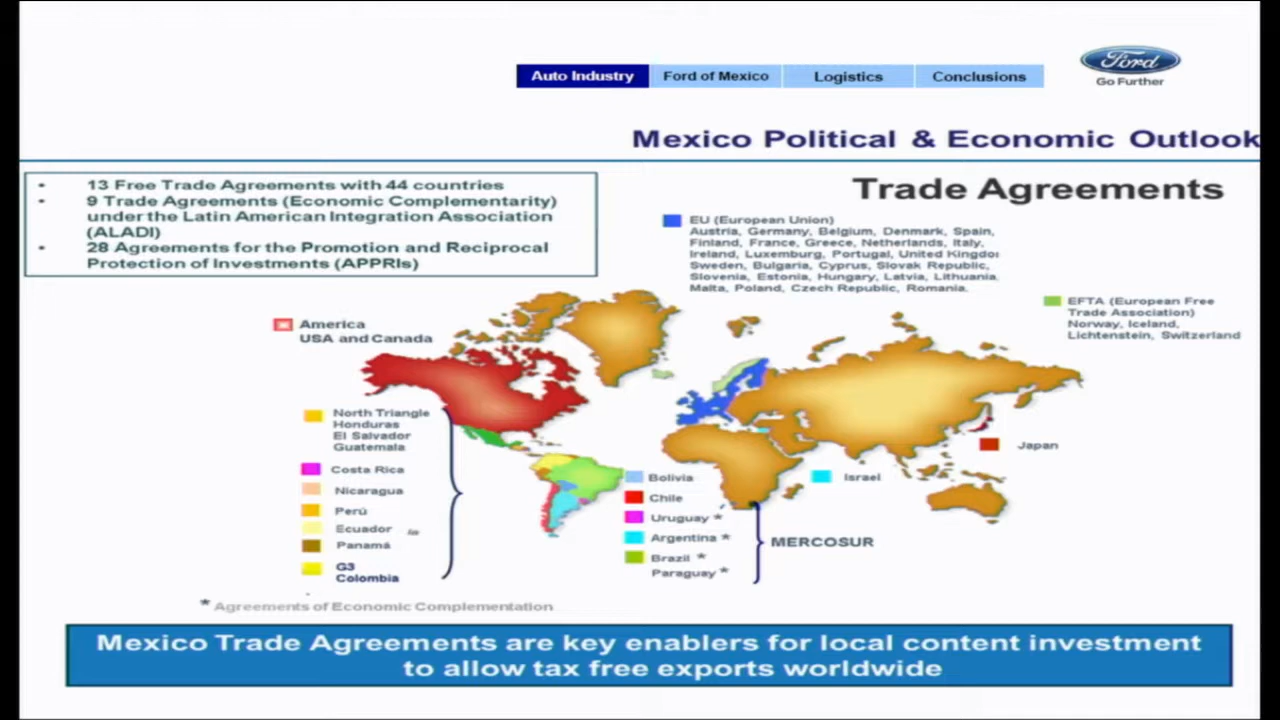 Auto Industry
Ford of Mexico
Logistics
Conclusions
Ford
Go Further
Mexico Political & Economic Outlook
• 13 Free Trade Agreements with 44 countries
• 9 Trade Agreements (Economic Complementarity)
under the Latin American Integration Association
(ALADI)
• 28 Agreements for the Promotion and Reciprocal
Protection of Investments (APPRIs)
Trade Agreements
EU (European Union)
Austria, Germany, Belgium, Denmark, Spain,
Finland, France, Greece, Netherlands, Italy,
Ireland, Luxemburg, Portugal, United Kingdo
Sweden, Bulgaria, Cyprus, Slovak Republic,
Slovenia, Estonia, Hungary, Latvia, Lithuania
Malta, Poland, Czech Republic, Romania.
EFTA (European Free
Trade Association)
Norway, Iceland,
Lichtenstein, Switzerland
America
USA and Canada
North Triangle
Honduras
El Salvador
Guatemala
Costa Rica
Nicaragua
Perú
Ecuador
Panamá
G3
Colombia
Bolivia
Chile
Uruguay *
Argentina *
Brazil *
Paraguay *
MERCOSUR
Israel
Japan
* Agreements of Economic Complementation
Mexico Trade Agreements are key enablers for local content investment
to allow tax free exports worldwide